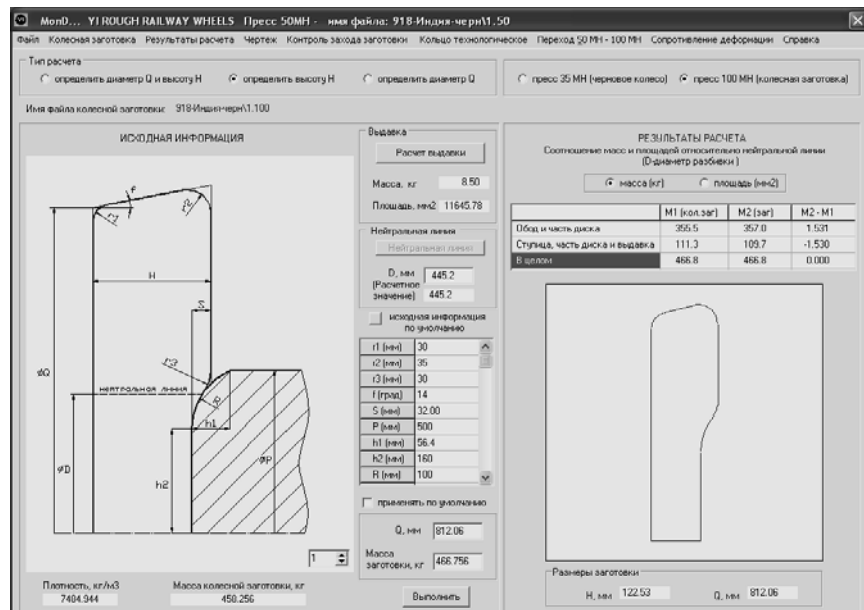 MonD... YI ROUGH RAILWAY WHEELS Пресс 50МН - имя файла: 918-Индия-черн\1.50
Файл Колесная заготовка Результаты расчета Чертеж Контроль захода заготовки Кольцо технологическое Переход 50 МН - 100 МН Сопротивление деформации Справка
Тип расчета
определить диаметр Q и высоту H определить высоту H определить диаметр Q
пресс 35 МН (черновое колесо) пресс 100 МН (колесная заготовка)
Имя файла колесной заготовки: 918-Индия-черн\1.100
ИСХОДНАЯ ИНФОРМАЦИЯ
f
r1
r2
H
S
r3
⌀Q
нейтральная линия
R
h1
⌀P
⌀D
h2
1
Плотность, кг/м3
7404.944
Масса колесной заготовки, кг
458.256
Выдавка
Расчет выдавки
Масса, кг 8.50
Площадь, мм2 11645.78
Нейтральная линия
Нейтральная линия
D, мм 445.2
(Расчетное значение) 445.2
исходная информация
по умолчанию
r1 (мм) 30
r2 (мм) 35
r3 (мм) 30
f (град) 14
S (мм) 32.00
P (мм) 500
h1 (мм) 56.4
h2 (мм) 160
R (мм) 100
применять по умолчанию
Q, мм 812.06
Масса
заготовки, кг 466.756
Выполнить
РЕЗУЛЬТАТЫ РАСЧЕТА
Соотношение масс и площадей относительно нейтральной линии
(D-диаметр разбивки )
масса (кг) площадь (мм2)
M1 (кол.заг) M2 (заг) M2 - M1
Обод и часть диска 355.5 357.0 1.531
Ступица, часть диска и выдавка 111.3 109.7 -1.530
В целом 466.8 466.8 0.000
Размеры заготовки
H, мм 122.53 Q, мм 812.06